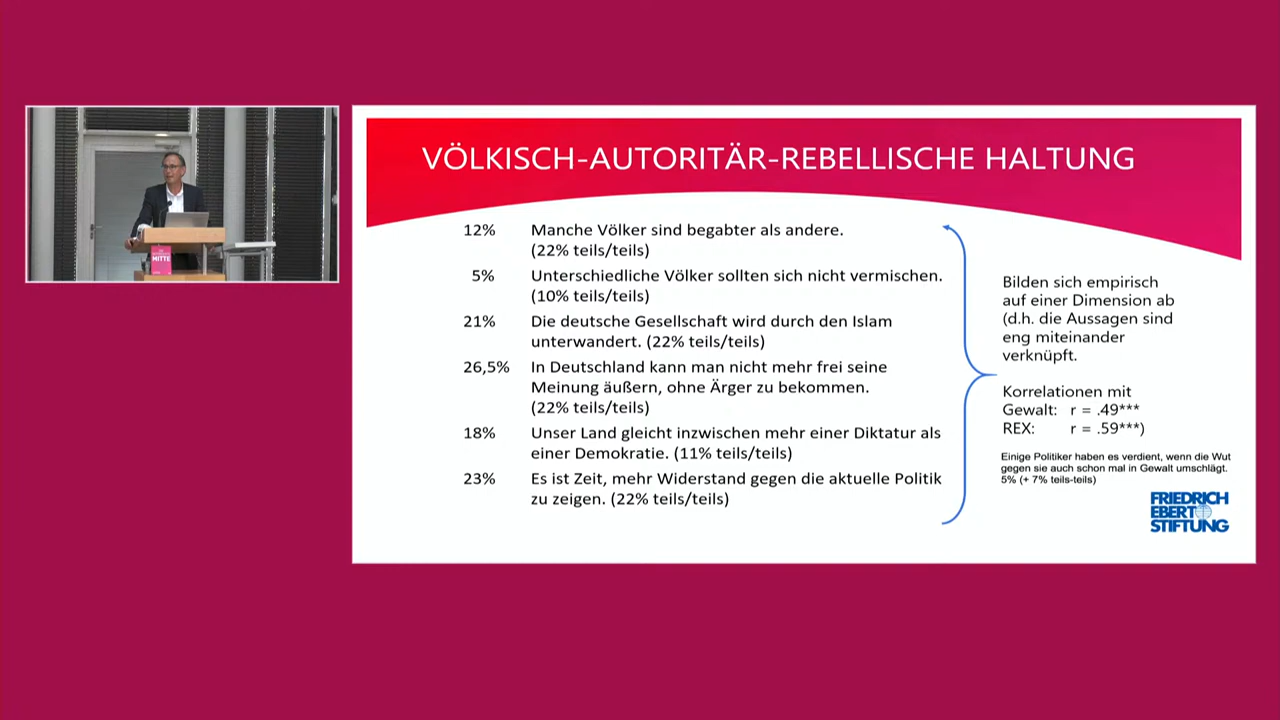 MITTE
VÖLKISCH-AUTORITÄR-REBELLISCHE HALTUNG
12% Manche Völker sind begabter als andere.
(22% teils/teils)
5% Unterschiedliche Völker sollten sich nicht vermischen.
(10% teils/teils)
21% Die deutsche Gesellschaft wird durch den Islam
unterwandert. (22% teils/teils)
26,5% In Deutschland kann man nicht mehr frei seine
Meinung äußern, ohne Ärger zu bekommen.
(22% teils/teils)
18% Unser Land gleicht inzwischen mehr einer Diktatur als
einer Demokratie. (11% teils/teils)
23% Es ist Zeit, mehr Widerstand gegen die aktuelle Politik
zu zeigen. (22% teils/teils)
Bilden sich empirisch
auf einer Dimension ab
(d.h. die Aussagen sind
eng miteinander
verknüpft.
Korrelationen mit
Gewalt: r = .49***
REX: r = .59***)
Einige Politiker haben es verdient, wenn die Wut
gegen sie auch schon mal in Gewalt umschlägt.
5% (+ 7% teils-teils)
FRIEDRICH
EBERT
STIFTUNG